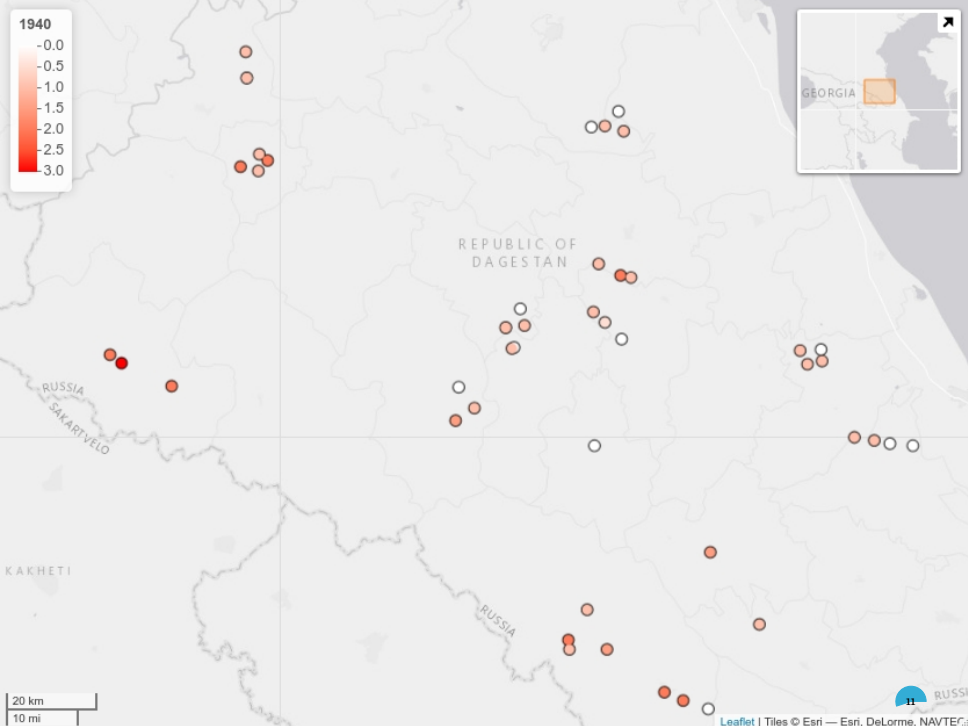 1940
0.0
0.5
1.0
1.5
2.0
2.5
3.0
GEORGIA
REPUBLIC OF
DAGESTAN
RUSSIA
SAKARTVELO
KAKHETI
RUSSIA
20 km
10 mi
11
RUSSI
Leaflet | Tiles © Esri — Esri, DeLorme, NAVTEQ